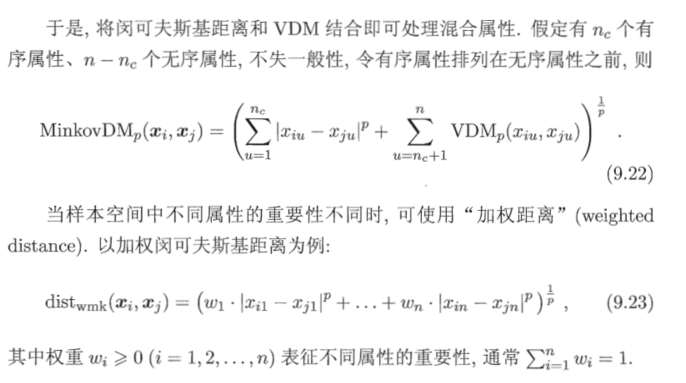 于是, 将闵可夫斯基距离和 VDM 结合即可处理混合属性. 假定有 $n_c$ 个有
序属性、$n - n_c$ 个无序属性, 不失一般性, 令有序属性排列在无序属性之前, 则
$$\mathrm{MinkovDM}_p(\boldsymbol{x}_i, \boldsymbol{x}_j) = \left( \sum_{u=1}^{n_c} |x_{iu} - x_{ju}|^p + \sum_{u=n_c+1}^{n} \mathrm{VDM}_p(x_{iu}, x_{ju}) \right)^{\frac{1}{p}} .$$
(9.22)
当样本空间中不同属性的重要性不同时, 可使用“加权距离” (weighted
distance). 以加权闵可夫斯基距离为例:
$$\mathrm{dist}_{\mathrm{wmk}}(\boldsymbol{x}_i, \boldsymbol{x}_j) = (w_1 \cdot |x_{i1} - x_{j1}|^p + \ldots + w_n \cdot |x_{in} - x_{jn}|^p)^{\frac{1}{p}} , \quad (9.23)$$
其中权重 $w_i \geqslant 0$ ($i = 1, 2, \ldots, n$) 表征不同属性的重要性, 通常 $\sum_{i=1}^{n} w_i = 1$.